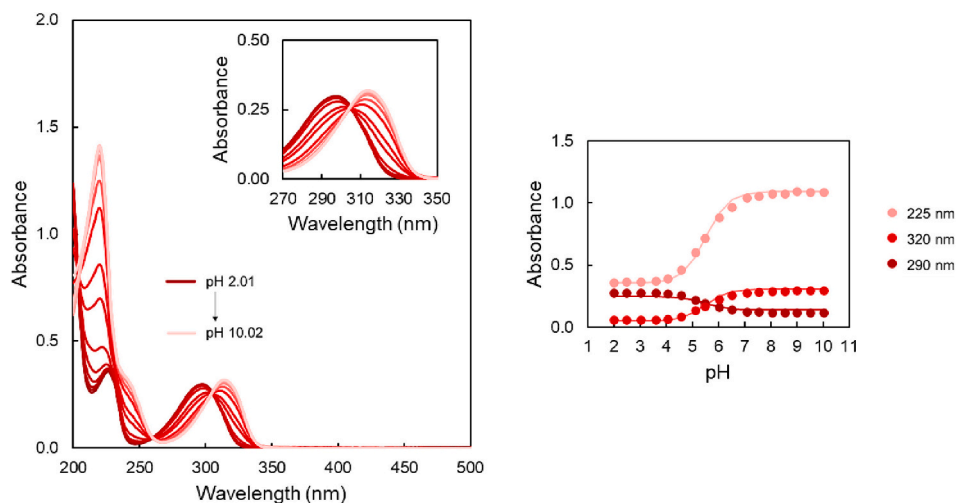 2.0
1.5
1.0
0.5
0.0
Absorbance
200 250 300 350 400 450 500
Wavelength (nm)
0.50
0.25
0.00
Absorbance
270 290 310 330 350
Wavelength (nm)
pH 2.01
pH 10.02
1.5
1.0
0.5
0.0
Absorbance
1 2 3 4 5 6 7 8 9 10 11
pH
225 nm
320 nm
290 nm